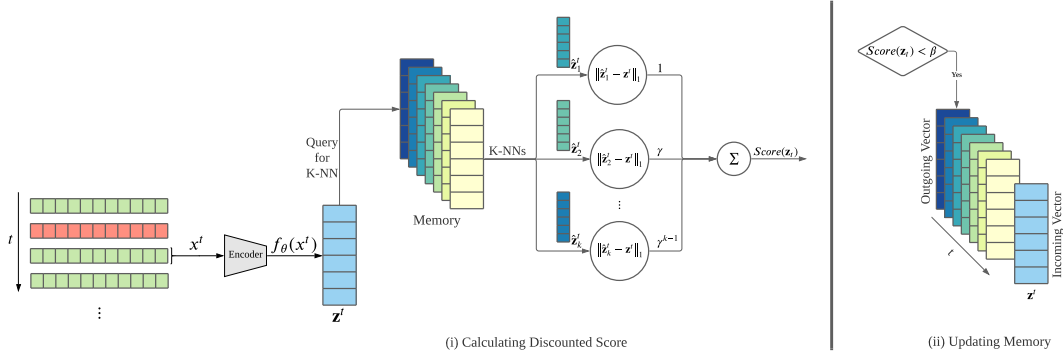 t
⋮
x^t
Encoder
f_θ(x^t)
z^t
Query
for
K-NN
Memory
K-NNs
ẑ_1^t
‖ẑ_1^t − z^t‖_1
1
ẑ_2^t
‖ẑ_2^t − z^t‖_1
γ
⋮
ẑ_k^t
‖ẑ_k^t − z^t‖_1
γ^{k−1}
Σ
Score(z_t)
(i) Calculating Discounted Score
Score(z_t) < β
Yes
Outgoing Vector
t
Incoming Vector
z^t
(ii) Updating Memory